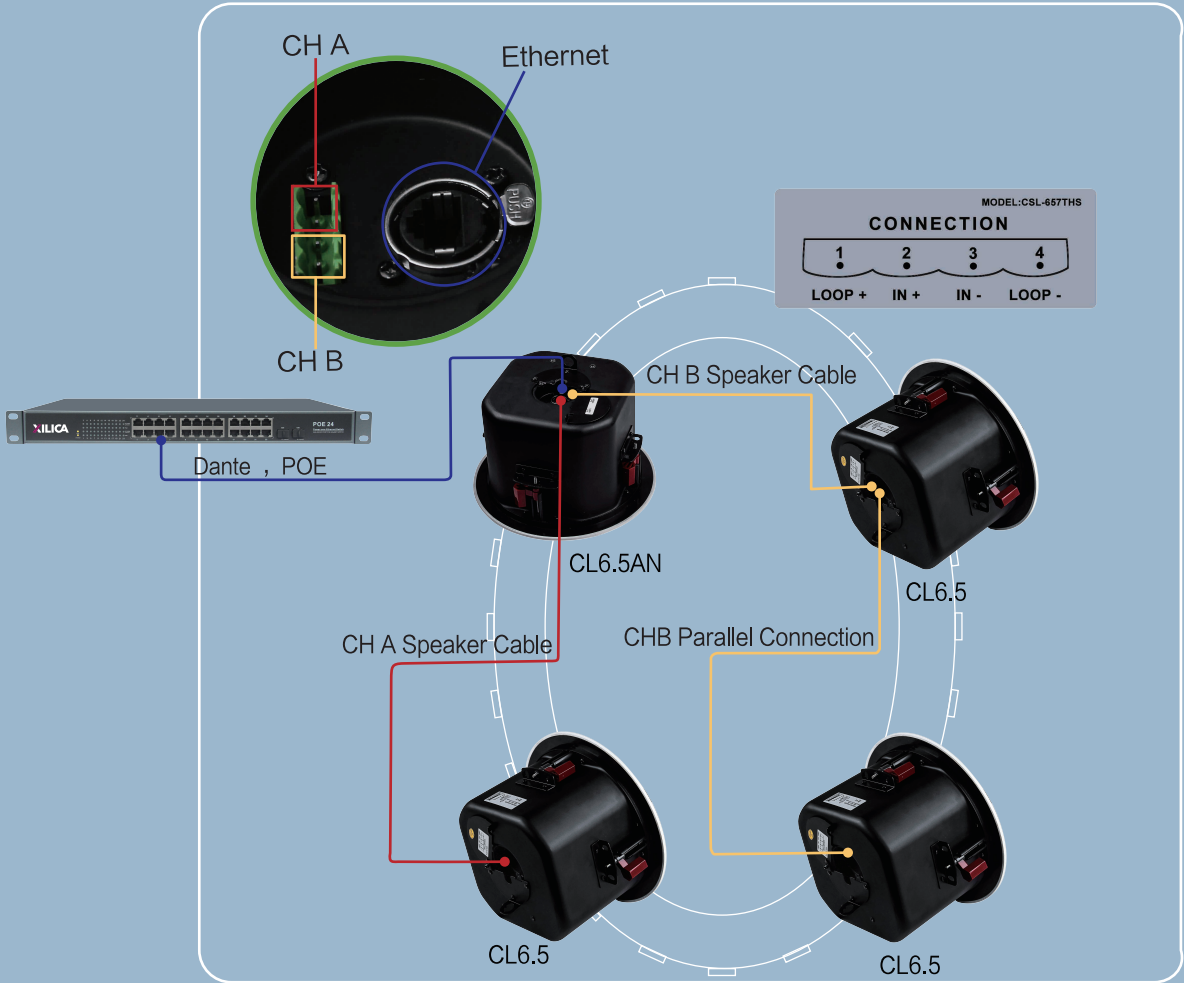 CH A
Ethernet
PUSH
CH B
MODEL:CSL-657THS
CONNECTION
1 2 3 4
LOOP + IN + IN - LOOP -
CH B Speaker Cable
XILICA
POE 24
Dante , POE
CL6.5AN
CL6.5
CH A Speaker Cable
CHB Parallel Connection
CL6.5
CL6.5